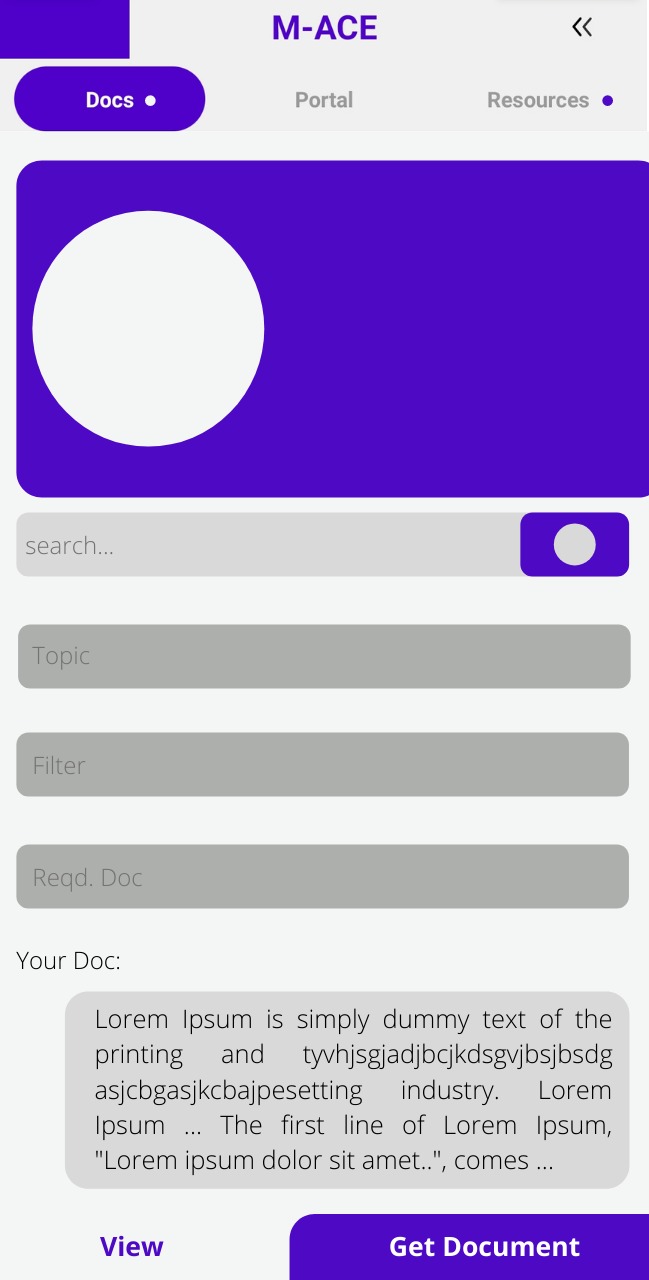 M-ACE
Docs
Portal
Resources
search...
Topic
Filter
Reqd. Doc
Your Doc:
Lorem Ipsum is simply dummy text of the
printing and tyvhjsgjadjbcjkdsgvjbsjbsdg
asjcbgasjkcbajpesetting industry. Lorem
Ipsum ... The first line of Lorem Ipsum,
"Lorem ipsum dolor sit amet..", comes ...
View
Get Document